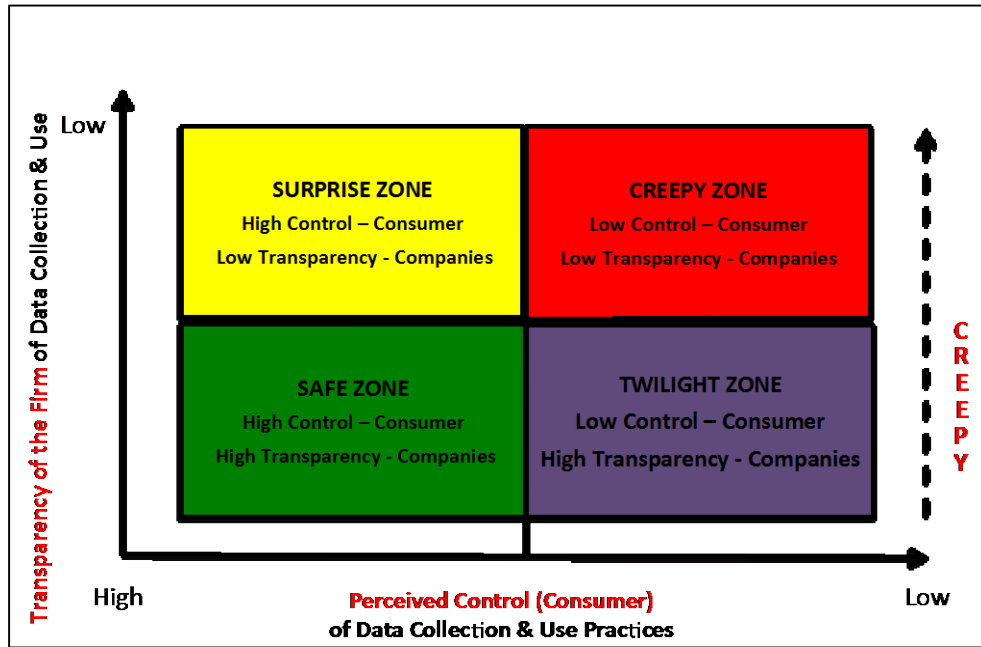 Transparency of the Firm of Data Collection & Use
Low
SURPRISE ZONE
High Control – Consumer
Low Transparency - Companies
CREEPY ZONE
Low Control – Consumer
Low Transparency - Companies
SAFE ZONE
High Control – Consumer
High Transparency - Companies
TWILIGHT ZONE
Low Control – Consumer
High Transparency - Companies
CREEPY
High
Perceived Control (Consumer)
of Data Collection & Use Practices
Low